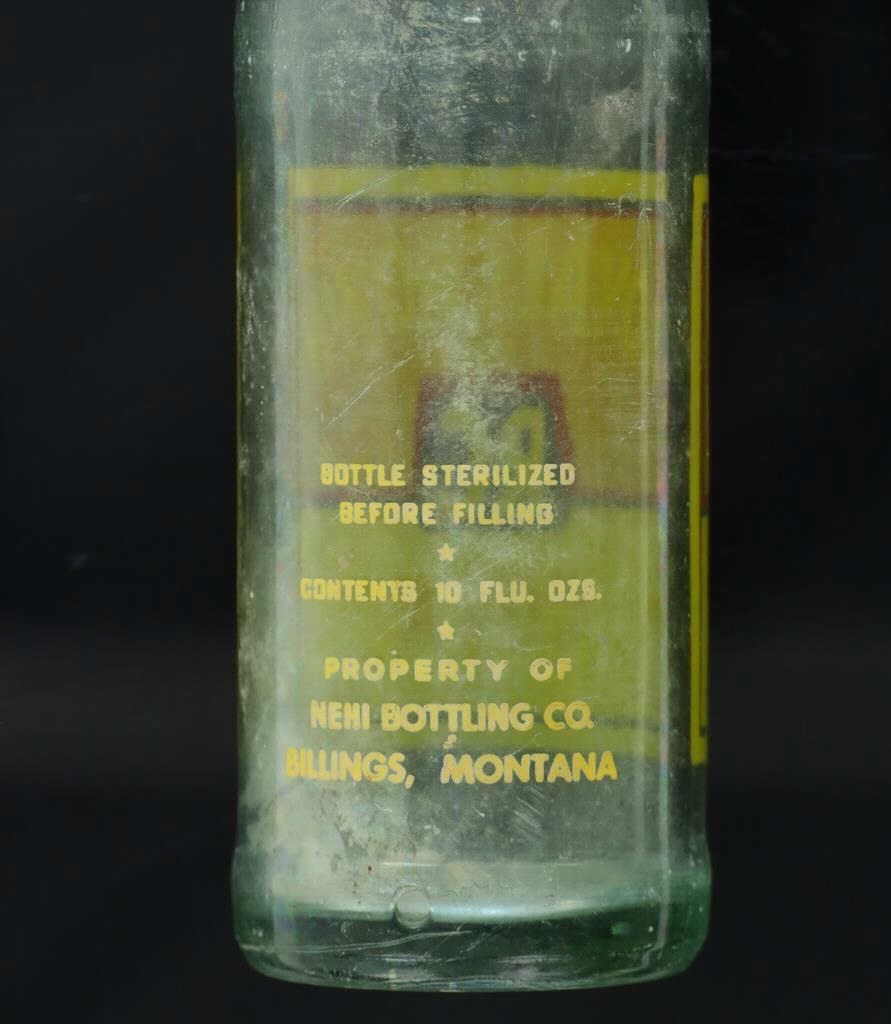 BOTTLE STERILIZED
BEFORE FILLING
CONTENTS 10 FLU. OZS.
PROPERTY OF
NEHI BOTTLING CO.
BILLINGS, MONTANA